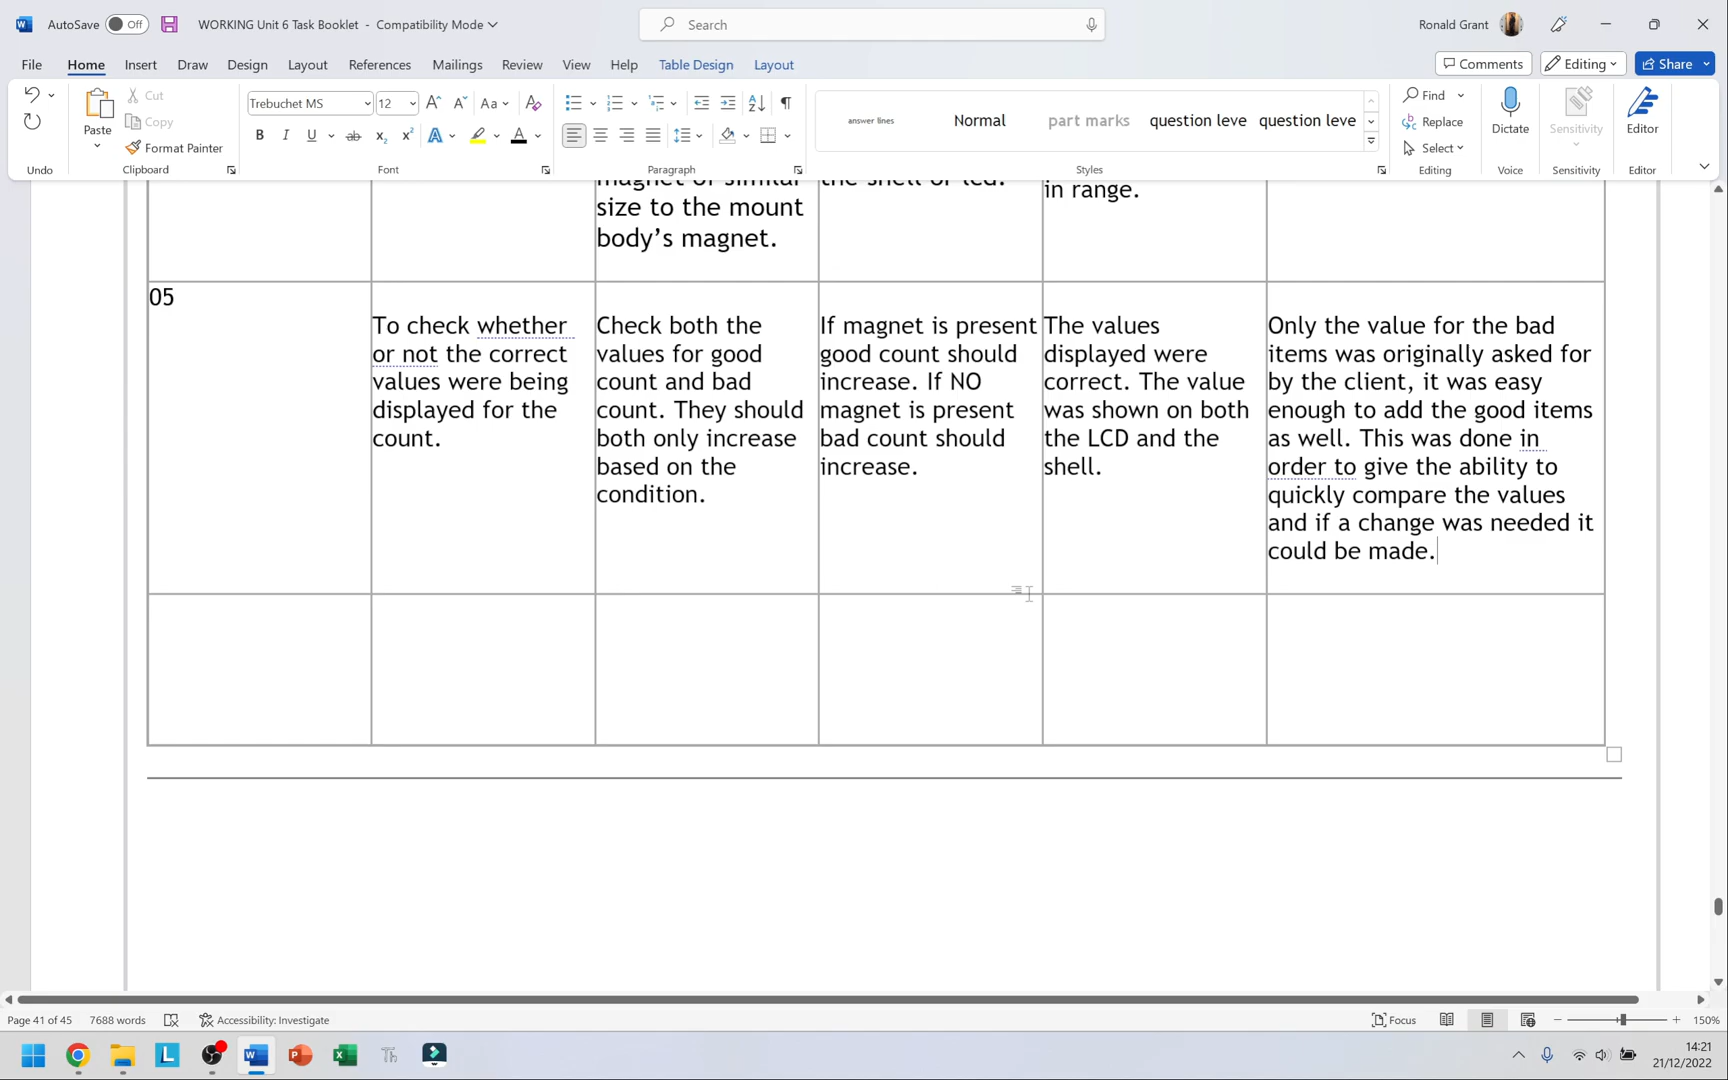 AutoSave Off WORKING Unit 6 Task Booklet - Compatibility Mode Search Ronald Grant
File Home Insert Draw Design Layout References Mailings Review View Help Table Design Layout Comments Editing Share
Paste Cut Copy Format Painter
Trebuchet MS 12
answer lines Normal part marks question leve question leve
Find Replace Select
Dictate Sensitivity Editor
Undo Clipboard Font Paragraph Styles Editing Voice Sensitivity Editor
magnet of similar
size to the mount
body’s magnet.
the shell or lcd.
in range.
05
To check whether
or not the correct
values were being
displayed for the
count.
Check both the
values for good
count and bad
count. They should
both only increase
based on the
condition.
If magnet is present
good count should
increase. If NO
magnet is present
bad count should
increase.
The values
displayed were
correct. The value
was shown on both
the LCD and the
shell.
Only the value for the bad
items was originally asked for
by the client, it was easy
enough to add the good items
as well. This was done in
order to give the ability to
quickly compare the values
and if a change was needed it
could be made.
Page 41 of 45 7688 words Accessibility: Investigate Focus 150%
14:21
21/12/2022